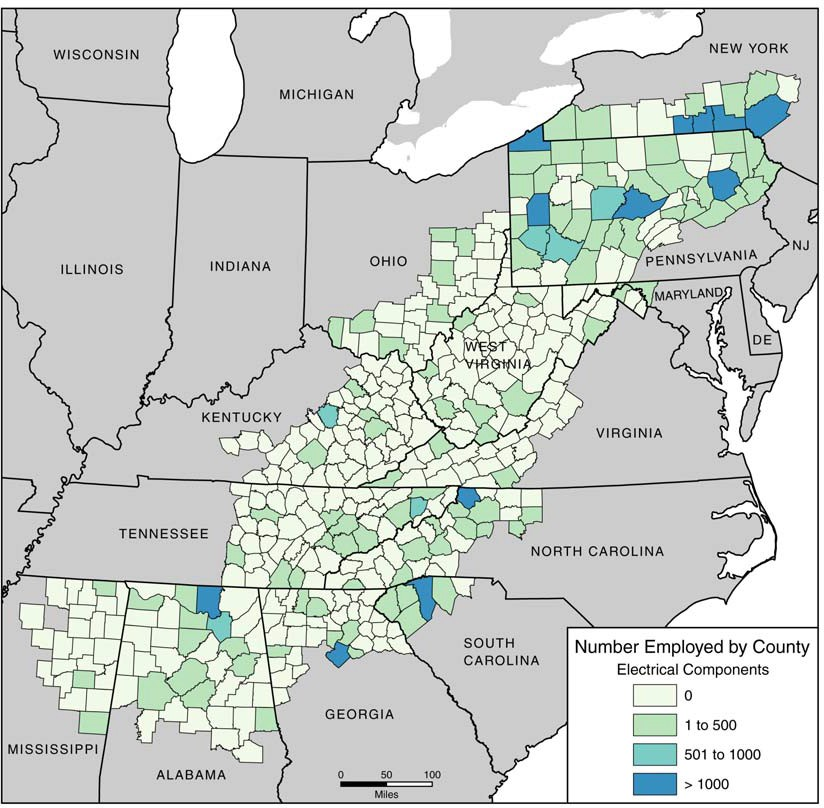 WISCONSIN
NEW YORK
MICHIGAN
OHIO
PENNSYLVANIA
NJ
ILLINOIS
INDIANA
MARYLAND
DE
WEST
VIRGINIA
KENTUCKY
VIRGINIA
TENNESSEE
NORTH CAROLINA
SOUTH
CAROLINA
GEORGIA
MISSISSIPPI
ALABAMA
0 50 100
Miles
Number Employed by County
Electrical Components
0
1 to 500
501 to 1000
> 1000